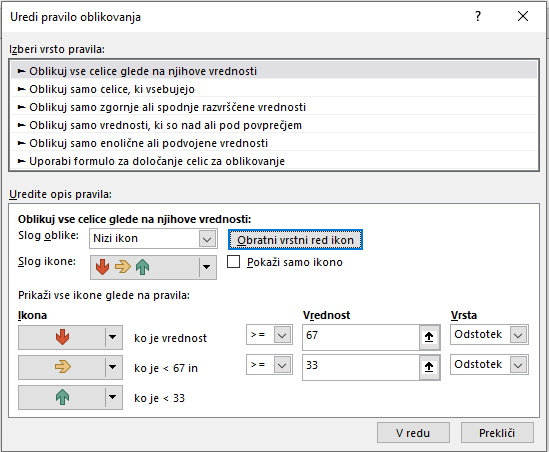 Uredi pravilo oblikovanja ? ×
Izberi vrsto pravila:
► Oblikuj vse celice glede na njihove vrednosti
► Oblikuj samo celice, ki vsebujejo
► Oblikuj samo zgornje ali spodnje razvrščene vrednosti
► Oblikuj samo vrednosti, ki so nad ali pod povprečjem
► Oblikuj samo enolične ali podvojene vrednosti
► Uporabi formulo za določanje celic za oblikovanje
Uredite opis pravila:
Oblikuj vse celice glede na njihove vrednosti:
Slog oblike: Nizi ikon Obratni vrstni red ikon
Slog ikone: Pokaži samo ikono
Prikaži vse ikone glede na pravila:
Ikona Vrednost Vrsta
ko je vrednost >= 67 Odstotek
ko je < 67 in >= 33 Odstotek
ko je < 33
V redu Prekliči